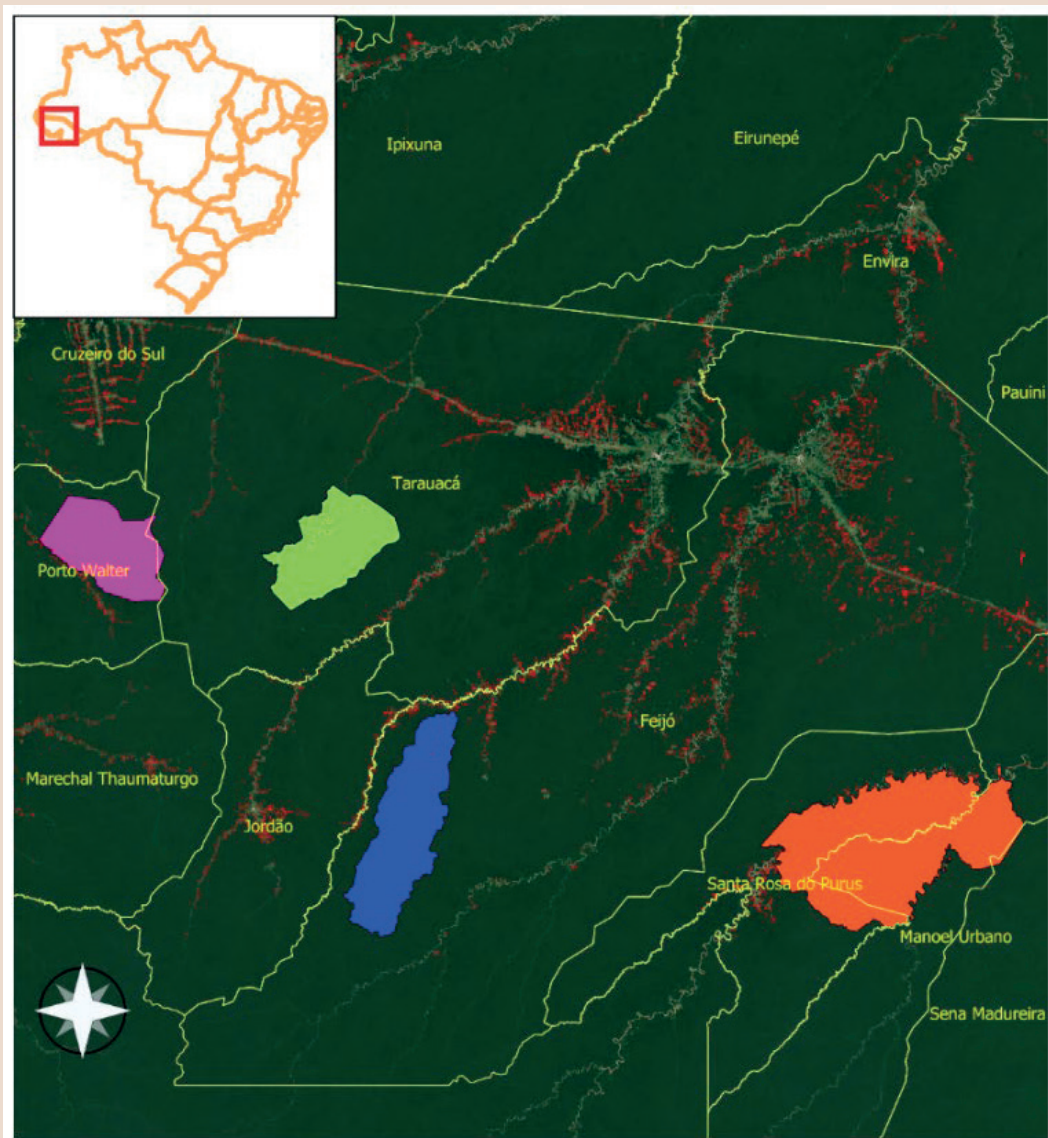 Ipixuna
Eirunepé
Envira
Cruzeiro do Sul
Pauini
Tarauacá
Porto Walter
Feijó
Marechal Thaumaturgo
Jordão
Santa Rosa do Purus
Manoel Urbano
Sena Madureira